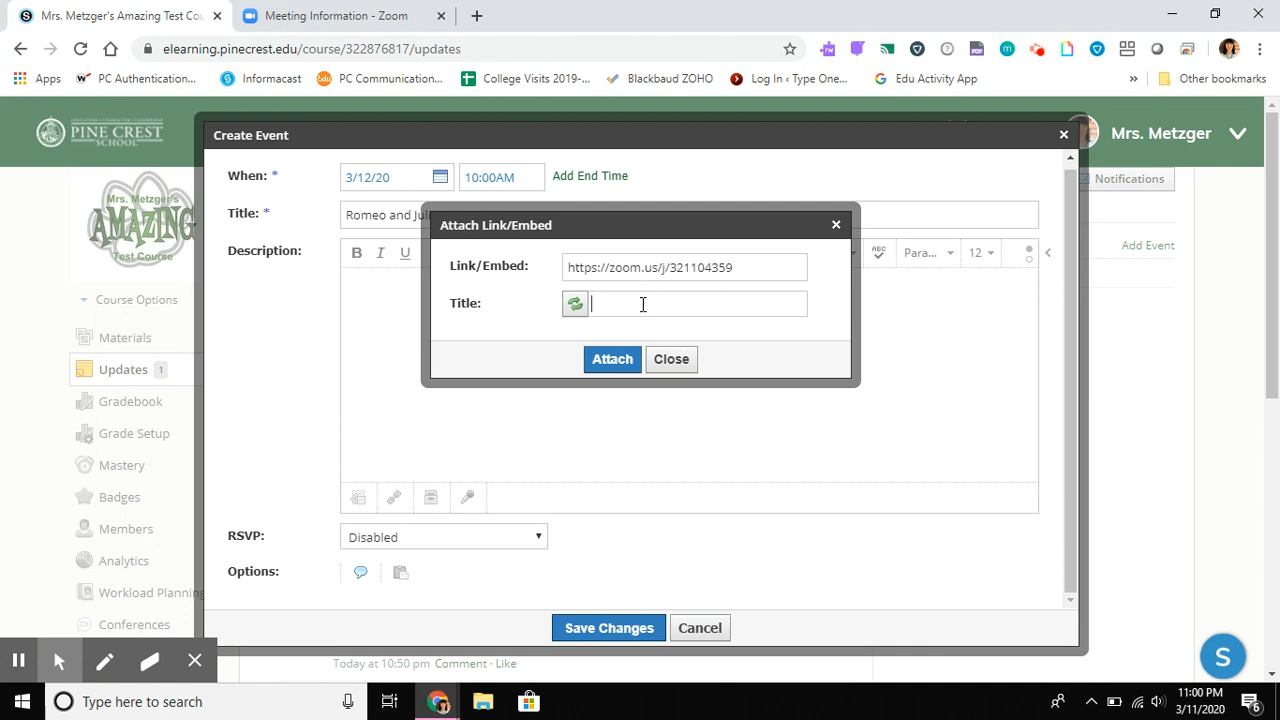 Mrs. Metzger's Amazing Test Cou
Meeting Information - Zoom
elearning.pinecrest.edu/course/322876817/updates
Apps
PC Authentication...
Informacast
PC Communication...
College Visits 2019-...
Blackbaud ZOHO
Log In ‹ Type One...
Edu Activity App
»
Other bookmarks
PINE CREST
SCHOOL
Mrs. Metzger
Notifications
Add Event
Mrs. Metzger's
AMAZING
Test Course
Course Options
Materials
Updates 1
Gradebook
Grade Setup
Mastery
Badges
Members
Analytics
Workload Planning
Conferences
Create Event
When: *
3/12/20
10:00AM
Add End Time
Title: *
Romeo and Juli
Description:
B I U
ABC
Para...
12
Attach Link/Embed
Link/Embed:
https://zoom.us/j/321104359
Title:
Attach
Close
RSVP:
Disabled
Options:
Save Changes
Cancel
Today at 10:50 pm Comment · Like
S
Type here to search
11:00 PM
3/11/2020
6